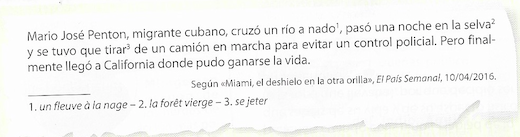 Mario José Penton, migrante cubano, cruzó un río a nado¹, pasó una noche en la selva²
y se tuvo que tirar³ de un camión en marcha para evitar un control policial. Pero final-
mente llegó a California donde pudo ganarse la vida.
Según «Miami, el deshielo en la otra orilla», El País Semanal, 10/04/2016.
1. un fleuve à la nage – 2. la forêt vierge – 3. se jeter